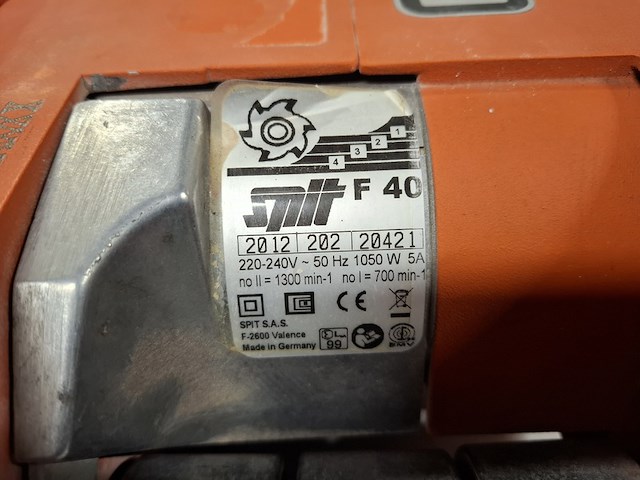 1
2
3
4
SPIT F 40
2012 202 20421
220-240V ~ 50 Hz 1050 W 5A
no II = 1300 min-1 no I = 700 min-1
CE
SPIT S.A.S.
F-2600 Valence
Made in Germany
99